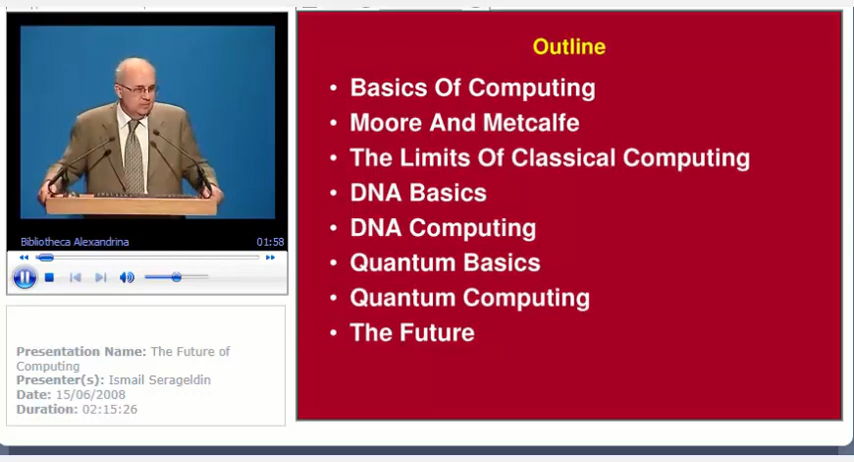 Bibliotheca Alexandrina 01:58
Presentation Name: The Future of
Computing
Presenter(s): Ismail Serageldin
Date: 15/06/2008
Duration: 02:15:26
Outline
• Basics Of Computing
• Moore And Metcalfe
• The Limits Of Classical Computing
• DNA Basics
• DNA Computing
• Quantum Basics
• Quantum Computing
• The Future